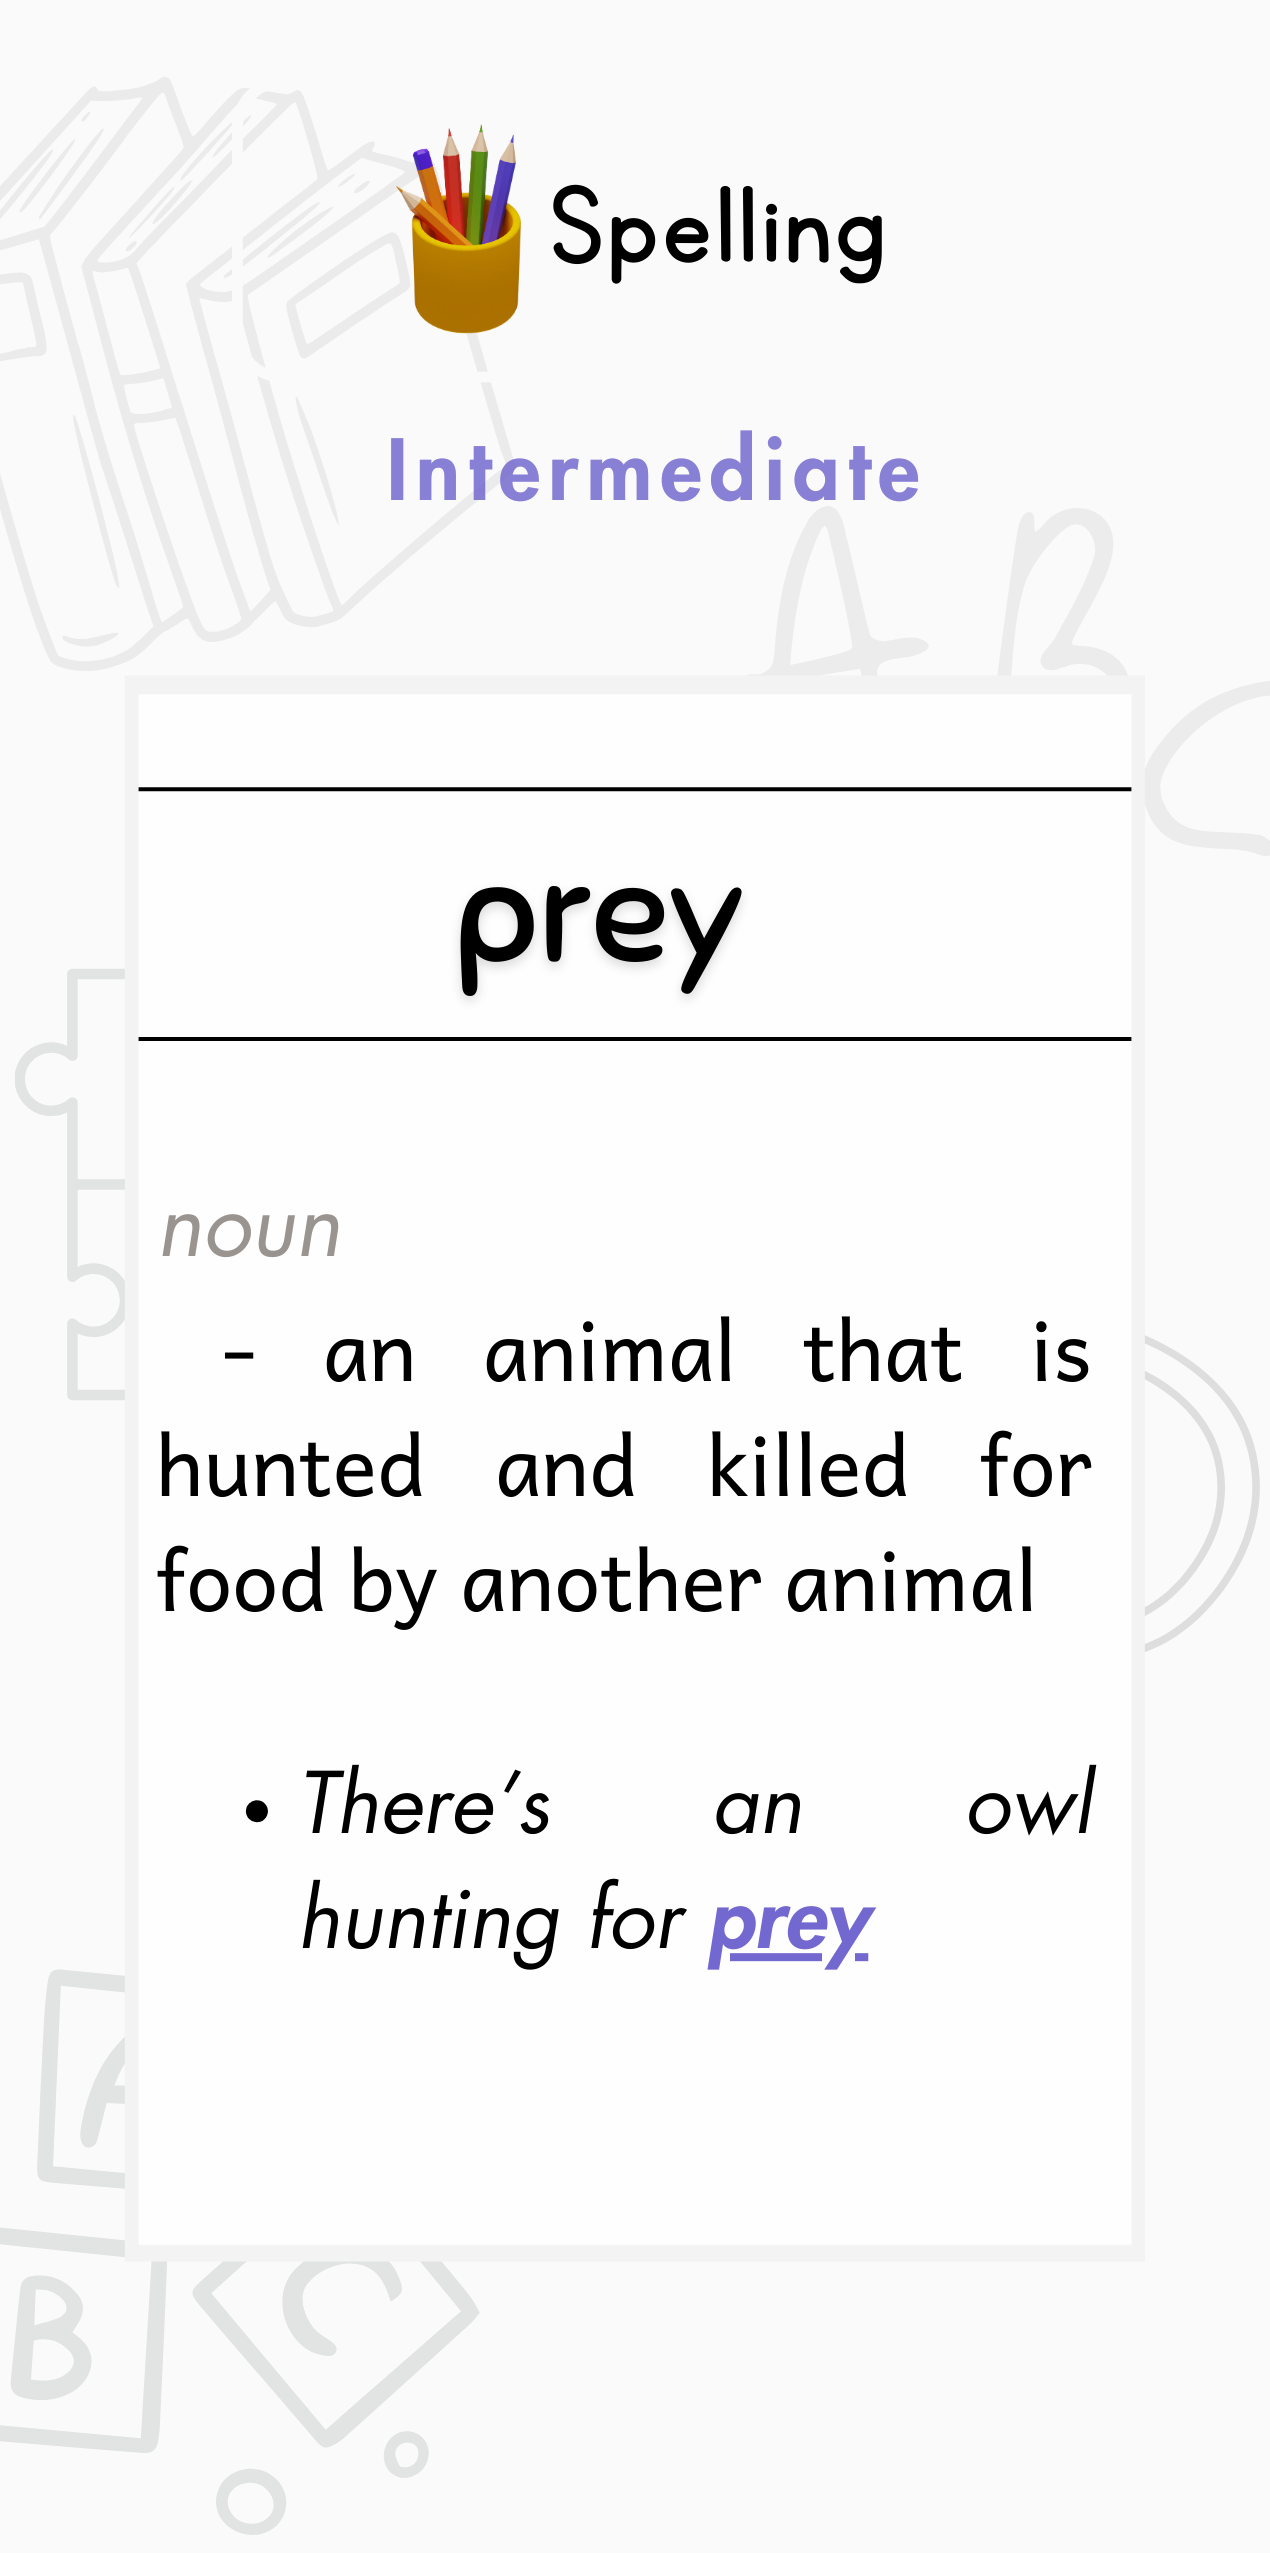 Spelling
Intermediate
A B C
prey
noun
- an animal that is
hunted and killed for
food by another animal
• There's an owl
hunting for prey
A
B
C